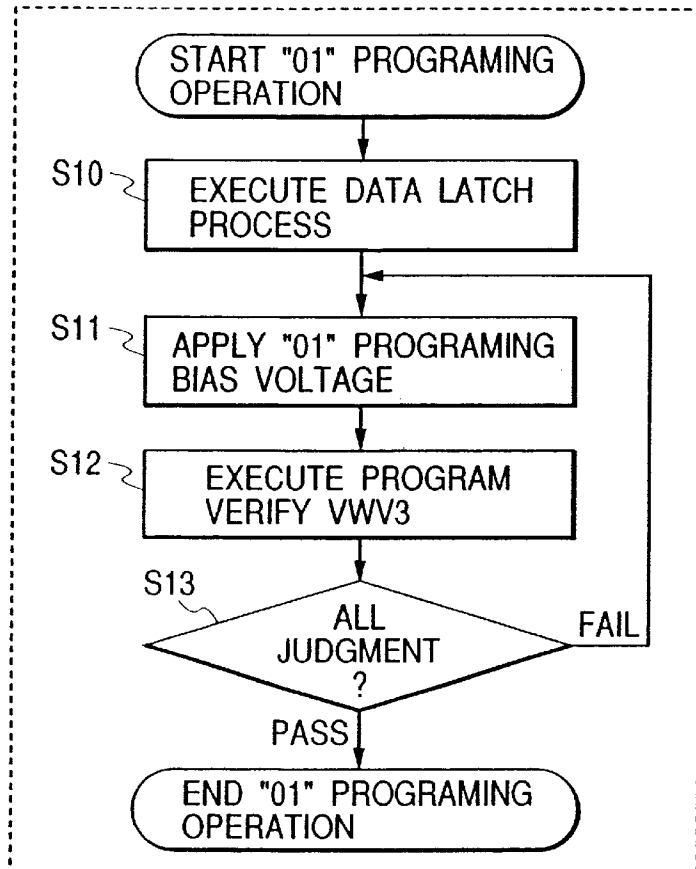 START "01" PROGRAMING
OPERATION
S10
EXECUTE DATA LATCH
PROCESS
S11
APPLY "01" PROGRAMING
BIAS VOLTAGE
S12
EXECUTE PROGRAM
VERIFY VWV3
S13
ALL
JUDGMENT
?
FAIL
PASS
END "01" PROGRAMING
OPERATION